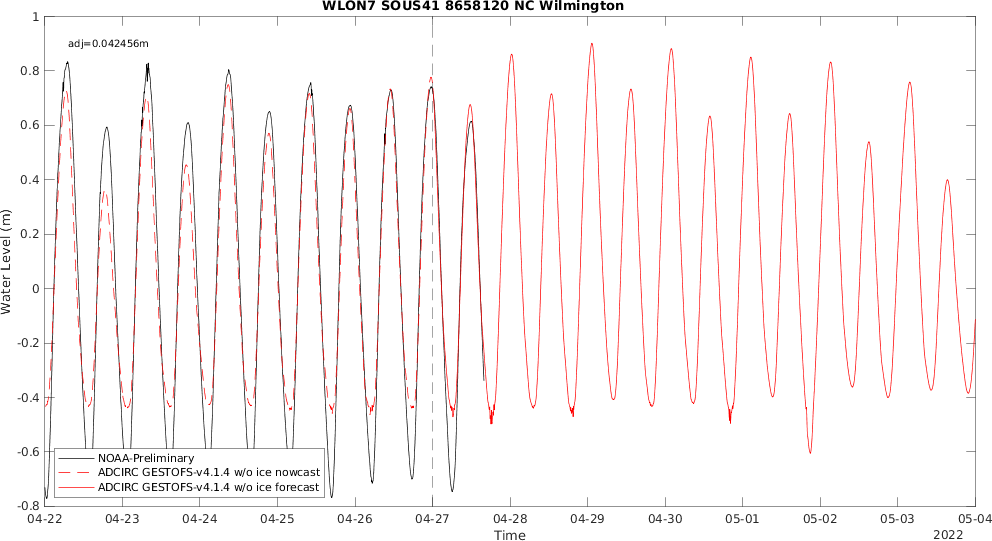 WLON7 SOUS41 8658120 NC Wilmington
adj=0.042456m
1
0.8
0.6
0.4
0.2
0
-0.2
-0.4
-0.6
-0.8
Water Level (m)
NOAA-Preliminary
ADCIRC GESTOFS-v4.1.4 w/o ice nowcast
ADCIRC GESTOFS-v4.1.4 w/o ice forecast
04-22 04-23 04-24 04-25 04-26 04-27 04-28 04-29 04-30 05-01 05-02 05-03 05-04
Time
2022